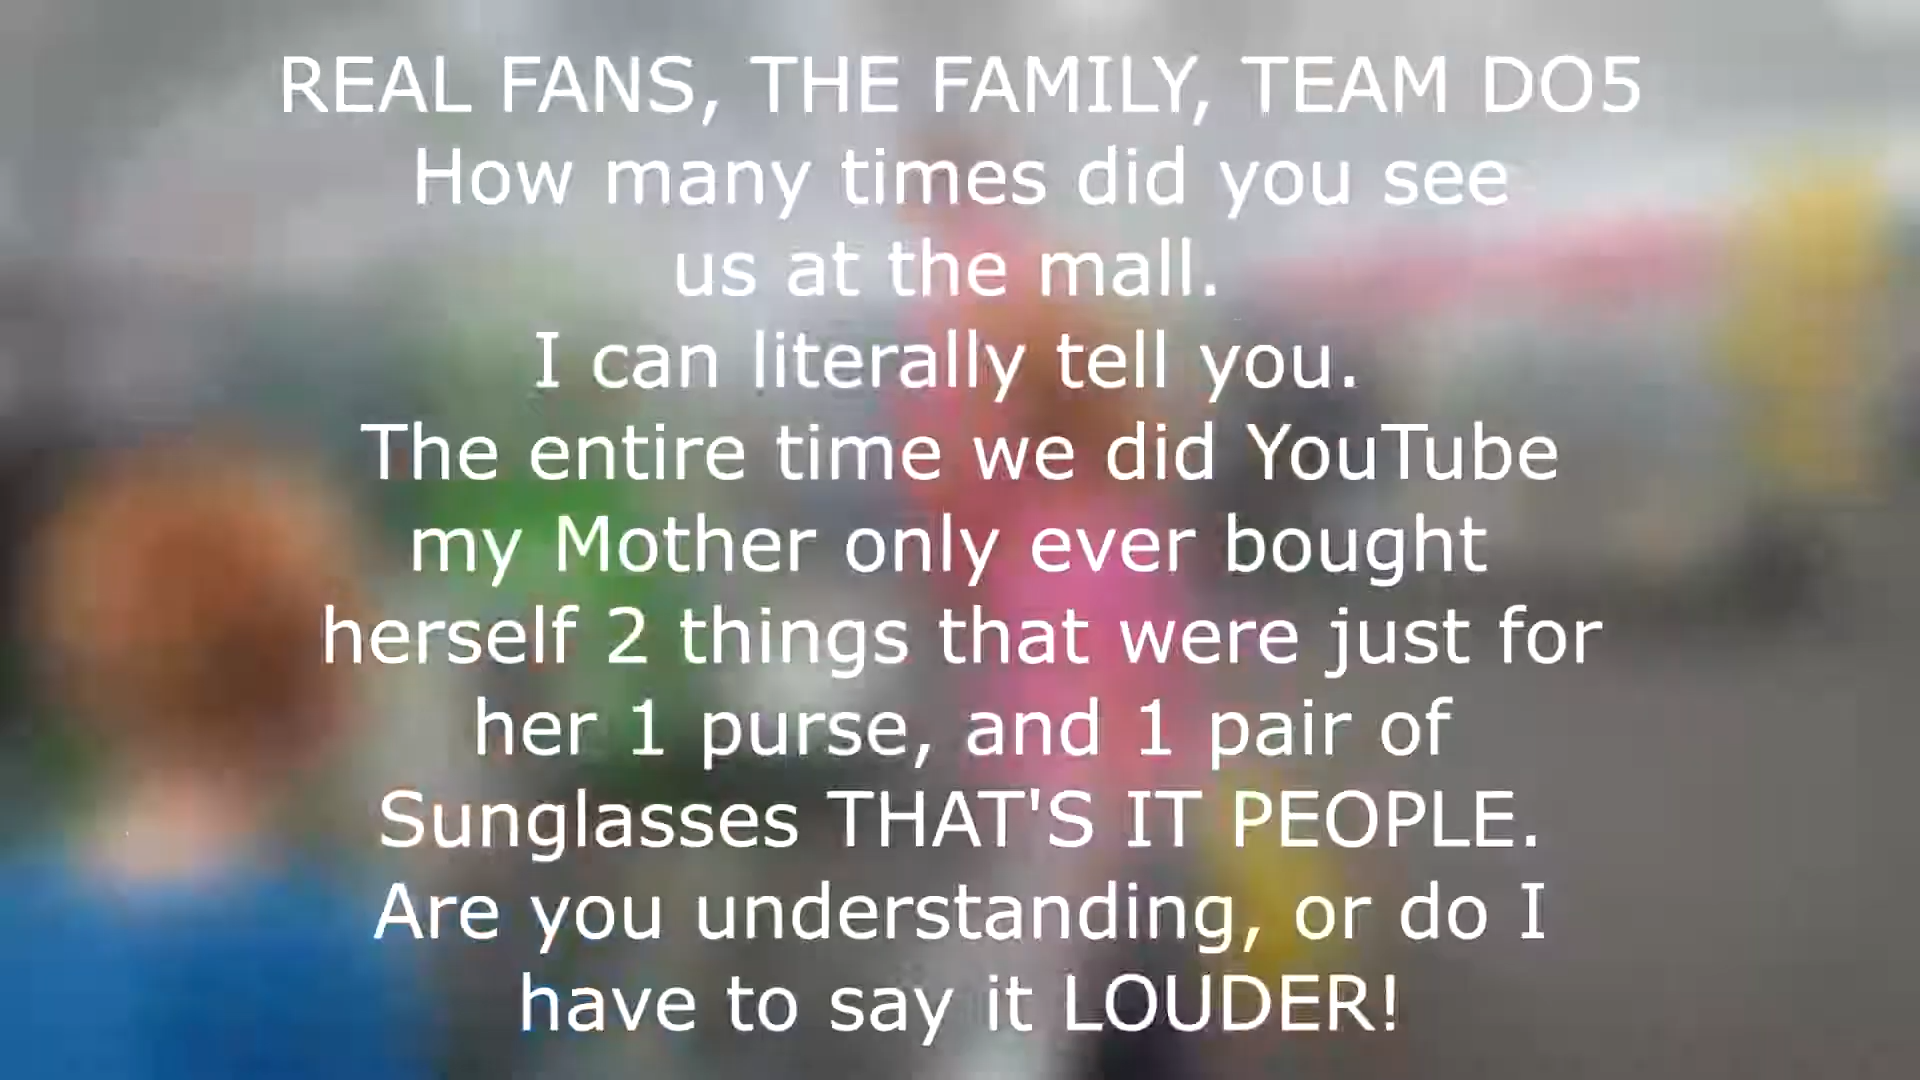 REAL FANS, THE FAMILY, TEAM DO5
How many times did you see
us at the mall.
I can literally tell you.
The entire time we did YouTube
my Mother only ever bought
herself 2 things that were just for
her 1 purse, and 1 pair of
Sunglasses THAT'S IT PEOPLE.
Are you understanding, or do I
have to say it LOUDER!